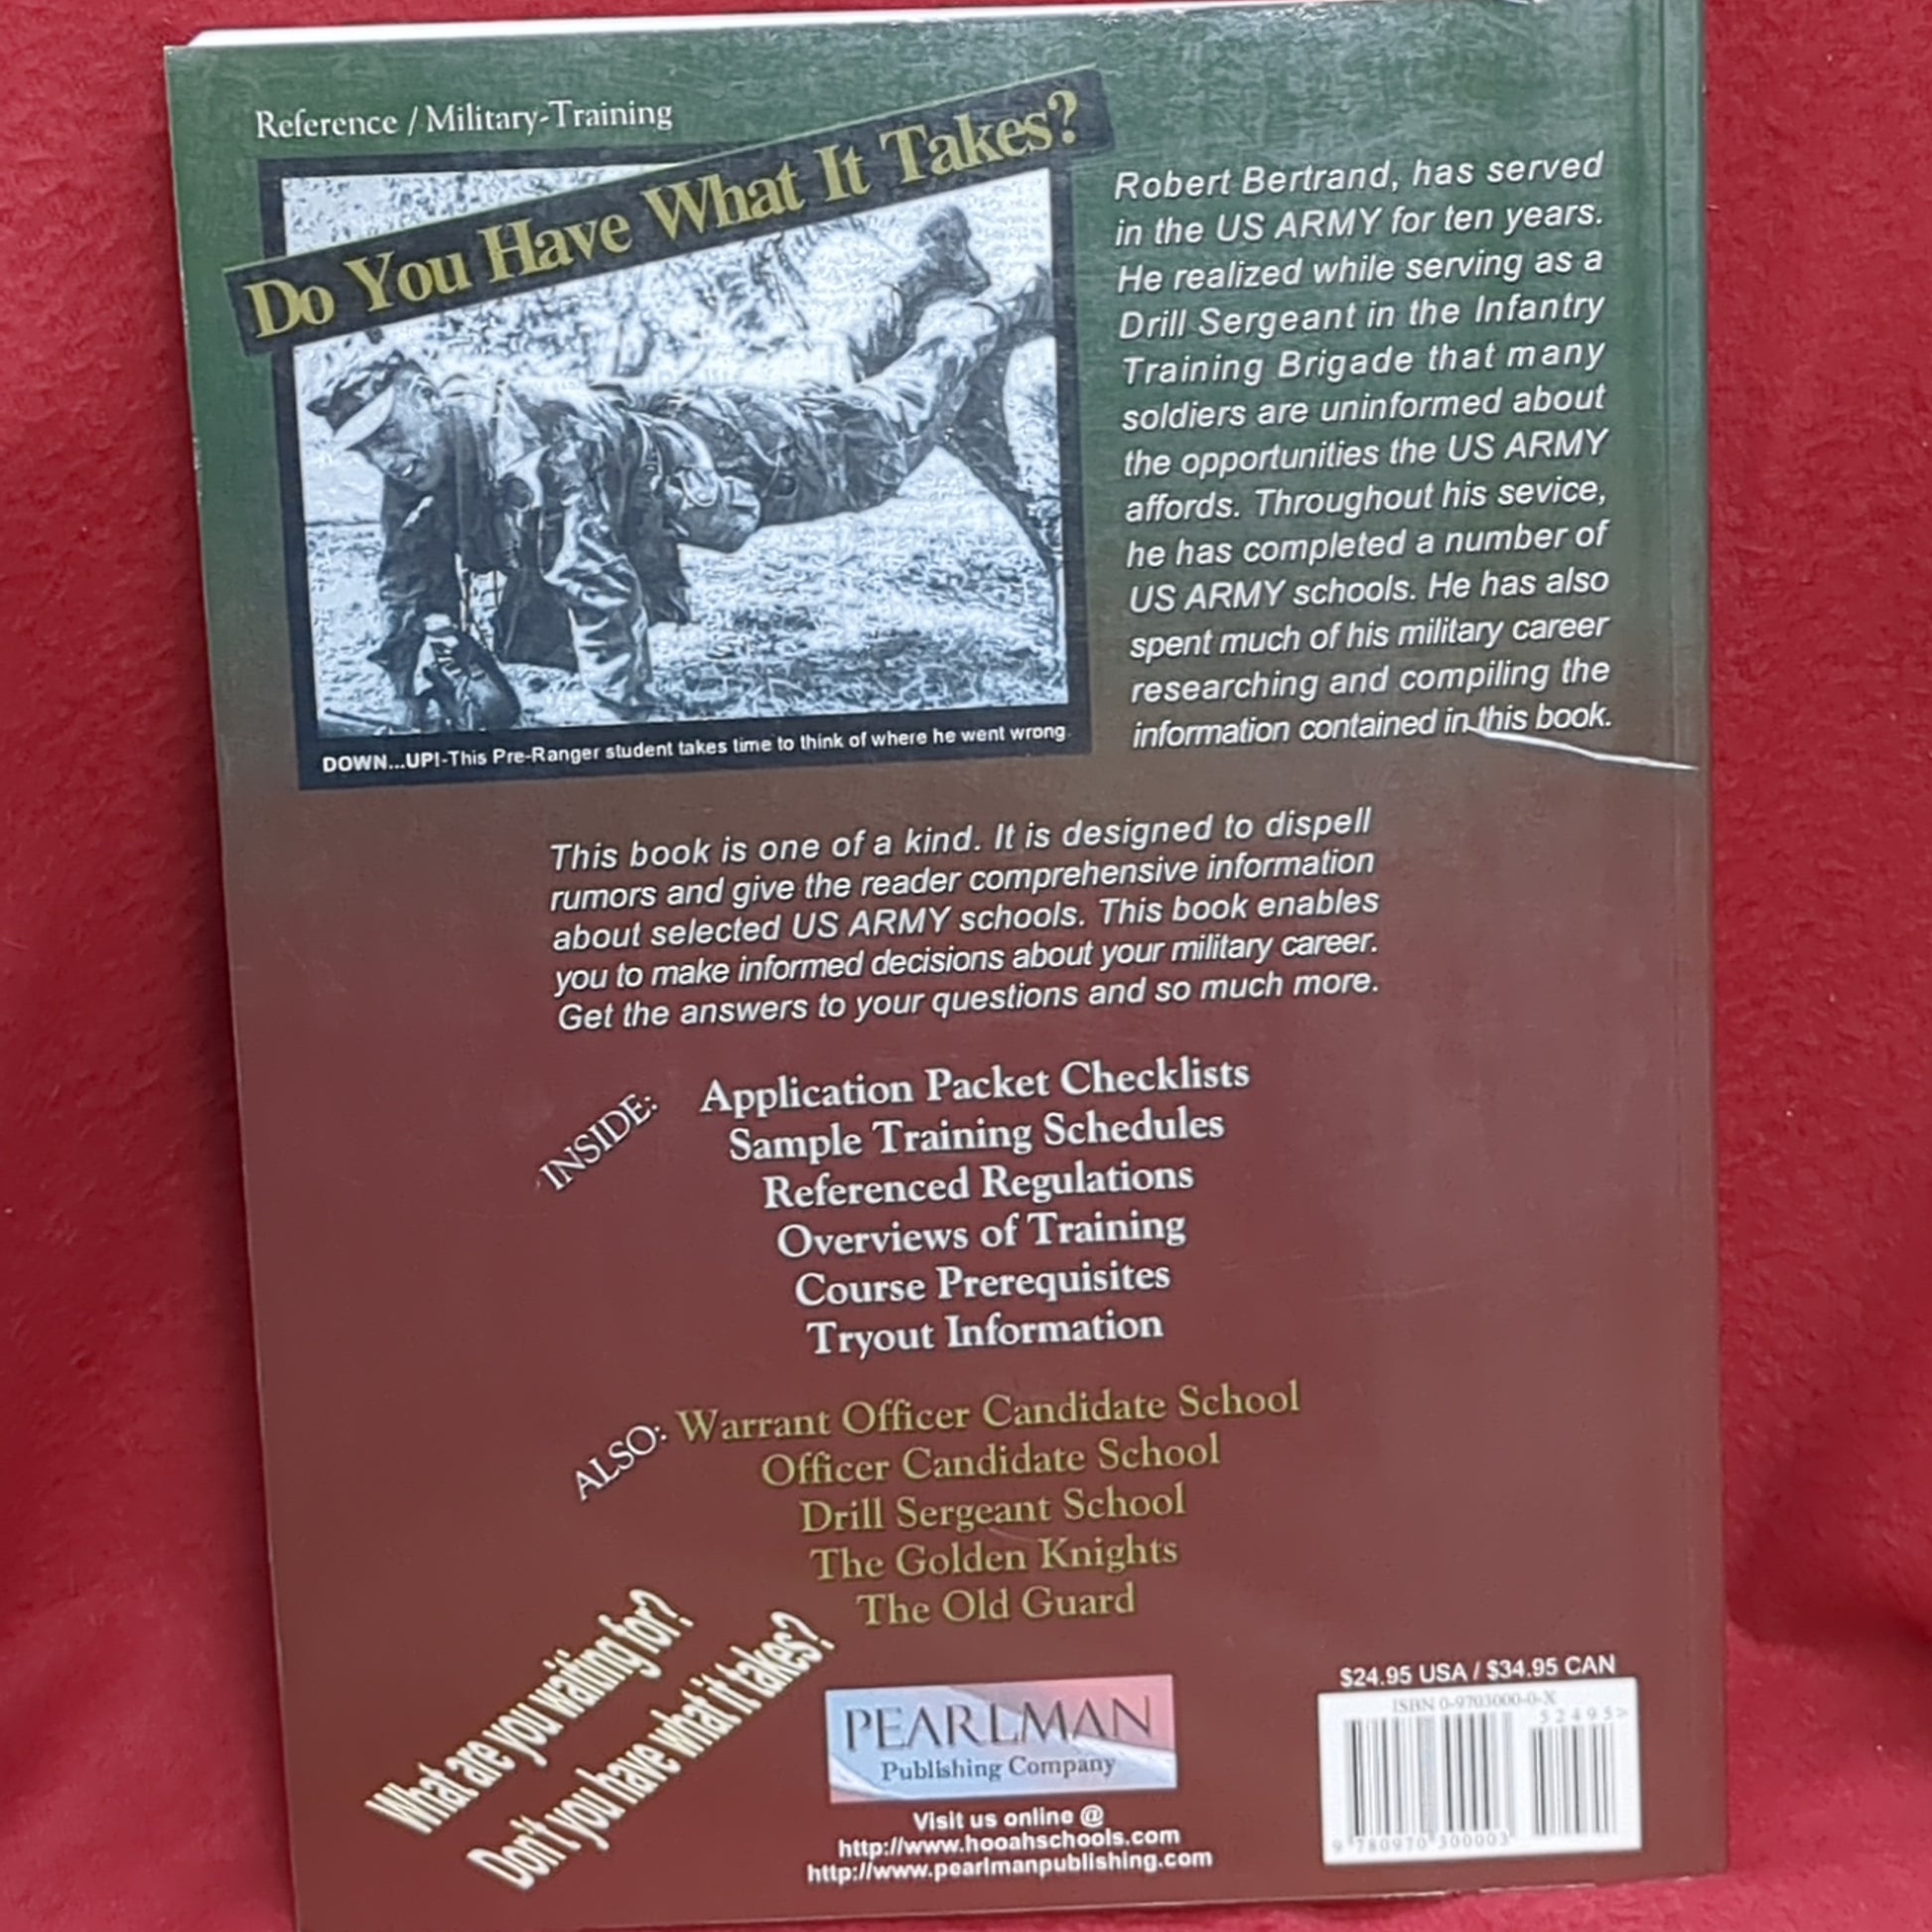 Reference / Military-Training
Do You Have What It Takes?
DOWN...UP!-This Pre-Ranger student takes time to think of where he went wrong
Robert Bertrand, has served
in the US ARMY for ten years.
He realized while serving as a
Drill Sergeant in the Infantry
Training Brigade that many
soldiers are uninformed about
the opportunities the US ARMY
affords. Throughout his sevice,
he has completed a number of
US ARMY schools. He has also
spent much of his military career
researching and compiling the
information contained in this book.
This book is one of a kind. It is designed to dispell
rumors and give the reader comprehensive information
about selected US ARMY schools. This book enables
you to make informed decisions about your military career.
Get the answers to your questions and so much more.
INSIDE:
Application Packet Checklists
Sample Training Schedules
Referenced Regulations
Overviews of Training
Course Prerequisites
Tryout Information
ALSO:
Warrant Officer Candidate School
Officer Candidate School
Drill Sergeant School
The Golden Knights
The Old Guard
What are you waiting for?
Don't you have what it takes?
PEARLMAN
Publishing Company
Visit us online @
http://www.hooahschools.com
http://www.pearlmanpublishing.com
$24.95 USA / $34.95 CAN
ISBN 0-9703000-0-X
52495>
9 780970 300003